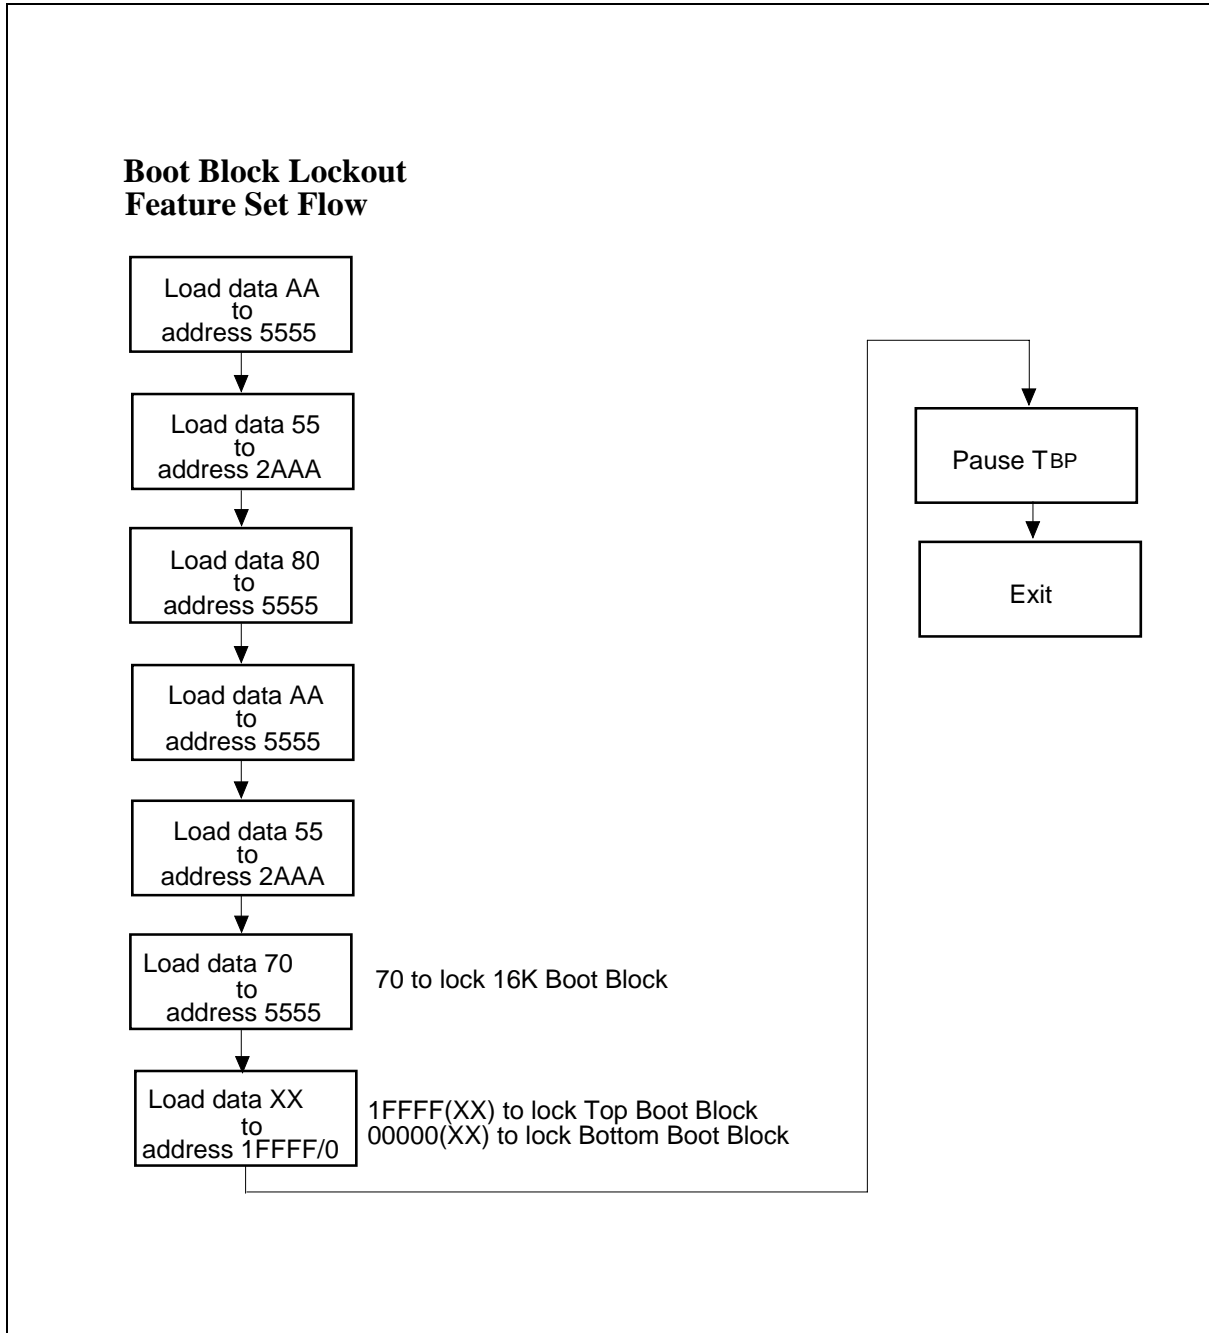 Boot Block Lockout
Feature Set Flow
Load data AA
to
address 5555
Load data 55
to
address 2AAA
Load data 80
to
address 5555
Load data AA
to
address 5555
Load data 55
to
address 2AAA
Load data 70
to
address 5555
70 to lock 16K Boot Block
Load data XX
to
address 1FFFF/0
1FFFF(XX) to lock Top Boot Block
00000(XX) to lock Bottom Boot Block
Pause TBP
Exit